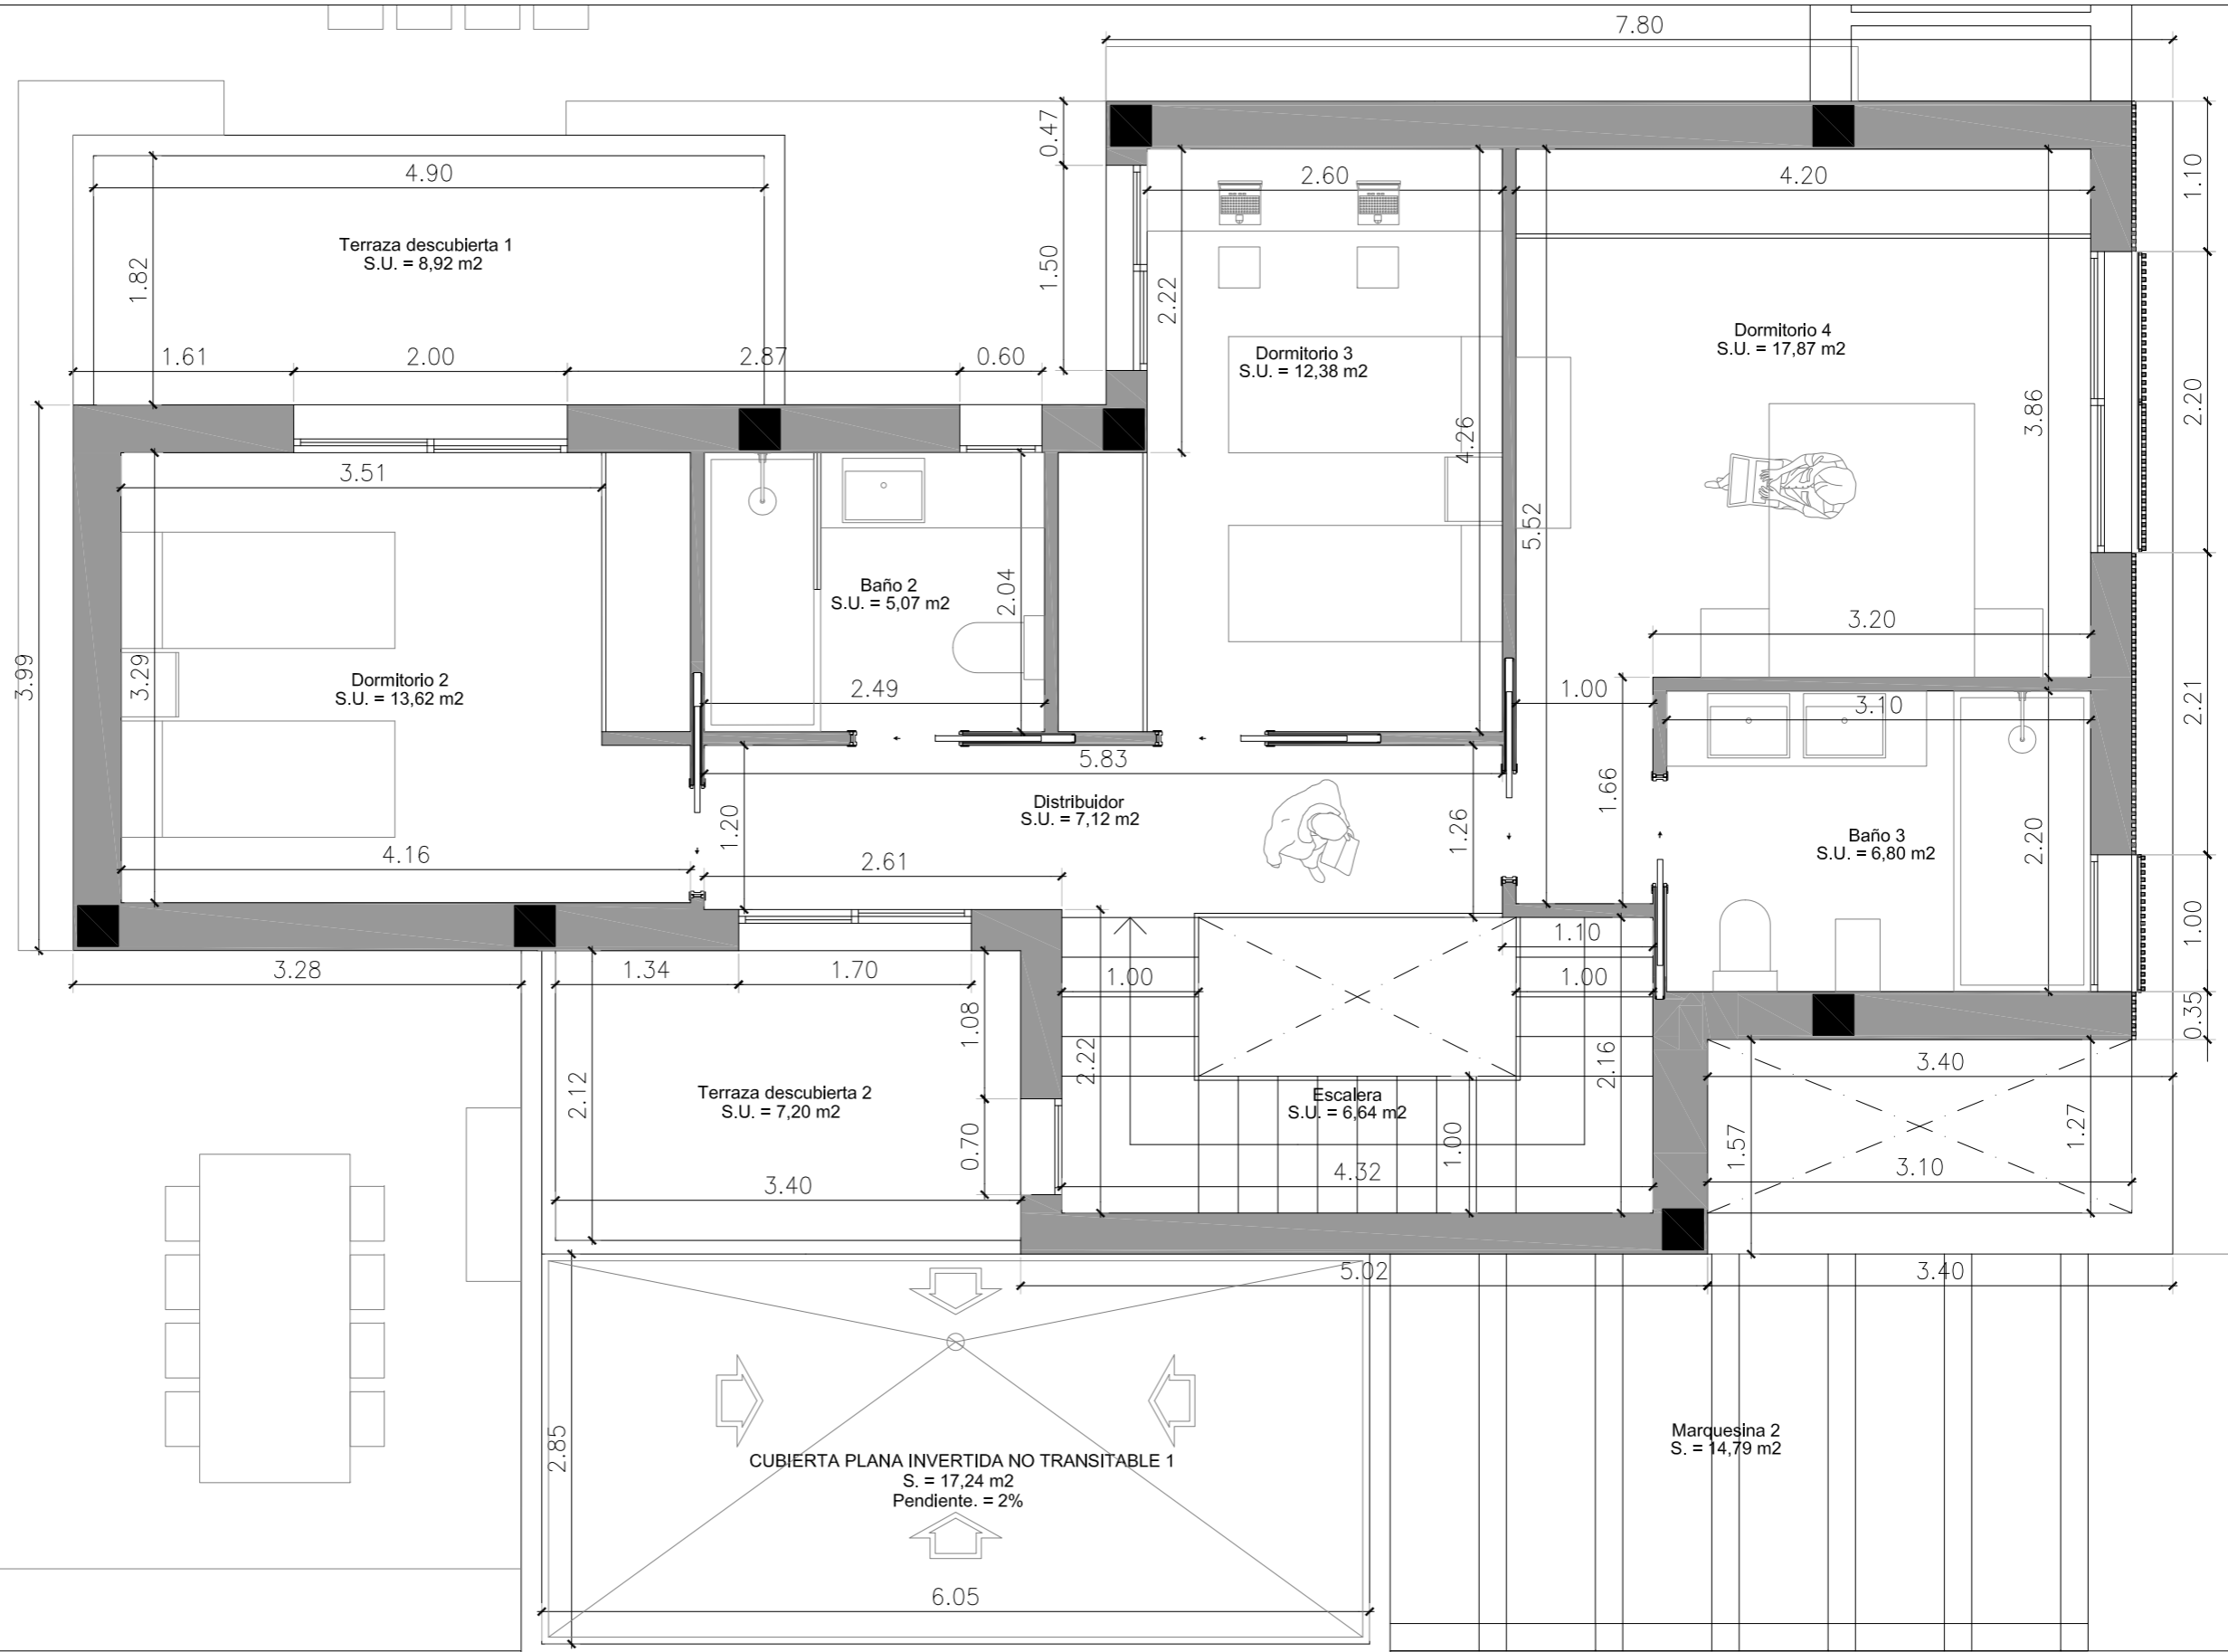 7.80
0.47
1.10
4.90
2.60
4.20
Terraza descubierta 1
S.U. = 8,92 m2
1.82
1.50
2.22
Dormitorio 4
S.U. = 17,87 m2
1.61
2.00
2.87
0.60
Dormitorio 3
S.U. = 12,38 m2
3.86
2.20
4.26
3.51
5.52
Baño 2
S.U. = 5,07 m2
2.04
3.20
3.99
3.29
Dormitorio 2
S.U. = 13,62 m2
2.49
1.00
3.10
2.21
5.83
1.66
Distribuidor
S.U. = 7,12 m2
1.20
1.26
Baño 3
S.U. = 6,80 m2
2.20
4.16
2.61
1.10
1.00
3.28
1.34
1.70
1.00
1.00
1.08
0.35
2.22
2.16
3.40
2.12
Terraza descubierta 2
S.U. = 7,20 m2
Escalera
S.U. = 6,64 m2
0.70
1.00
1.57
1.27
3.40
4.32
3.10
5.02
3.40
2.85
CUBIERTA PLANA INVERTIDA NO TRANSITABLE 1
S. = 17,24 m2
Pendiente. = 2%
Marquesina 2
S. = 14,79 m2
6.05